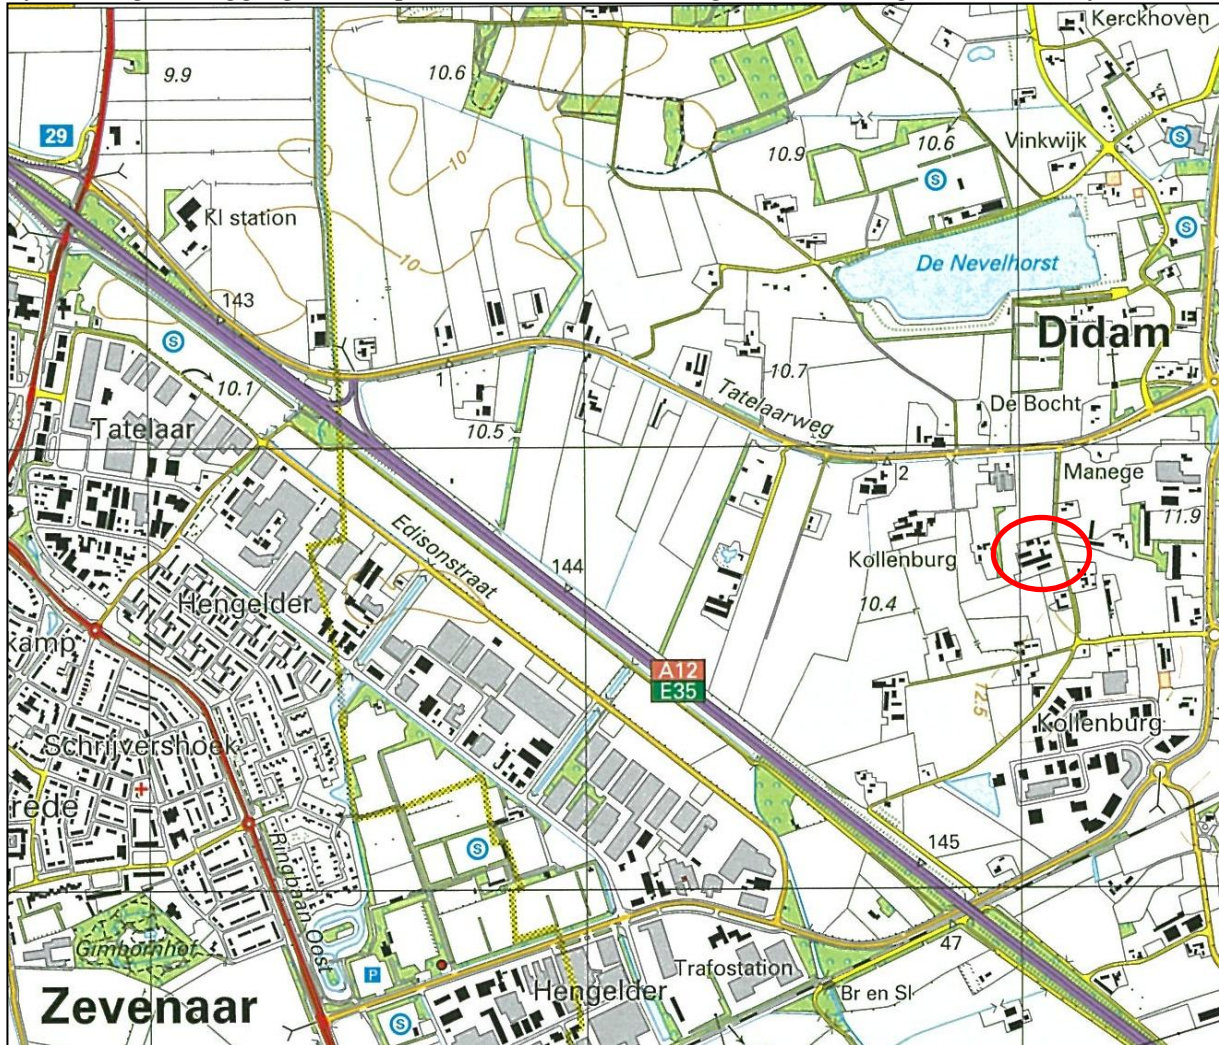 Kerckhoven
9.9
10.6
29
10.9
10.6
Vinkwijk
S
S
10
KI station
S
10
De Nevelhorst
143
Didam
S
10.1
1
10.7
Tatelaarweg
De Bocht
Tatelaar
10.5
2
Manege
11.9
Edisonstraat
144
Kollenburg
Hengelder
10.4
kamp
A12
E35
12.5
Kollenburg
Schrijvershoek
rede
145
S
Ringbaan Oost
47
Gimbornhof
P
Trafostation
Hengelder
Br en Sl
Zevenaar
S